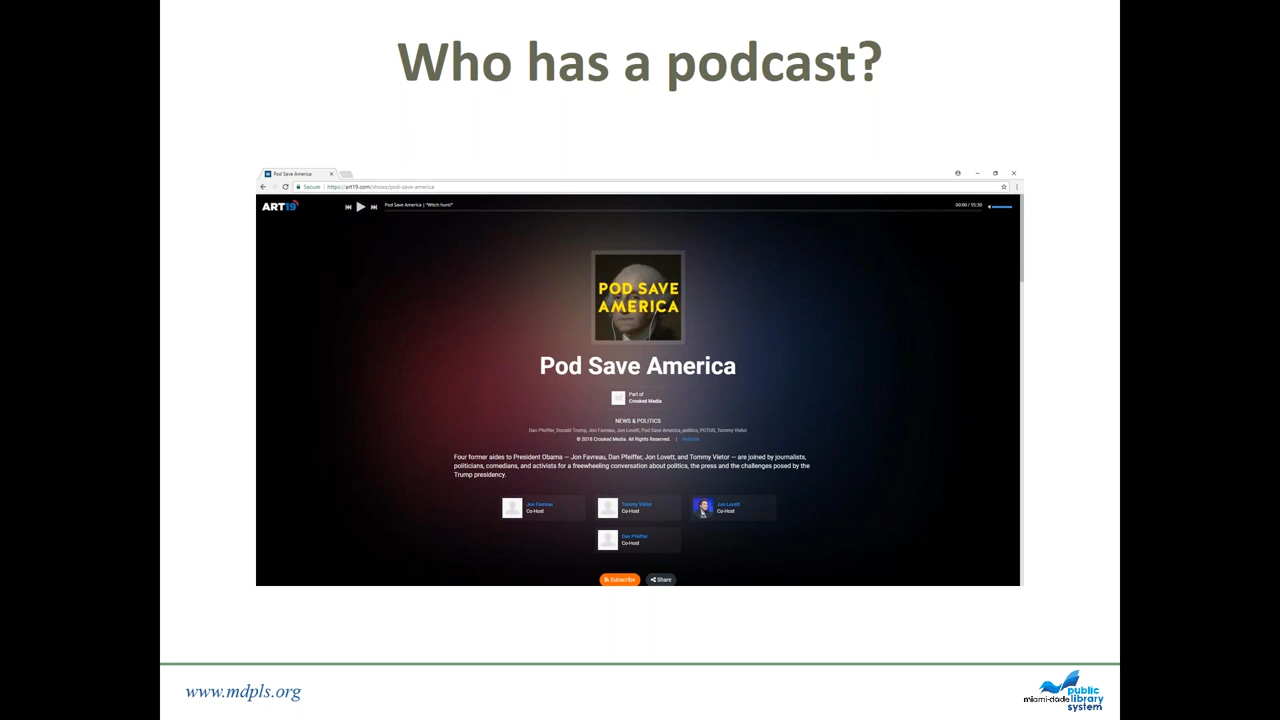 Who has a podcast?
Pod Save America
Secure | https://art19.com/shows/pod-save-america
ART19
Pod Save America | "Witch hunt!"
00:00 / 55:30
POD SAVE
AMERICA
Pod Save America
Part of
Crooked Media
NEWS & POLITICS
Dan Pfeiffer, Donald Trump, Jon Favreau, Jon Lovett, Pod Save America, politics, POTUS, Tommy Vietor
© 2018 Crooked Media. All Rights Reserved. | Website
Four former aides to President Obama — Jon Favreau, Dan Pfeiffer, Jon Lovett, and Tommy Vietor — are joined by journalists,
politicians, comedians, and activists for a freewheeling conversation about politics, the press and the challenges posed by the
Trump presidency.
Jon Favreau
Co-Host
Tommy Vietor
Co-Host
Jon Lovett
Co-Host
Dan Pfeiffer
Co-Host
Subscribe
Share
www.mdpls.org
miami-dade public
library
system